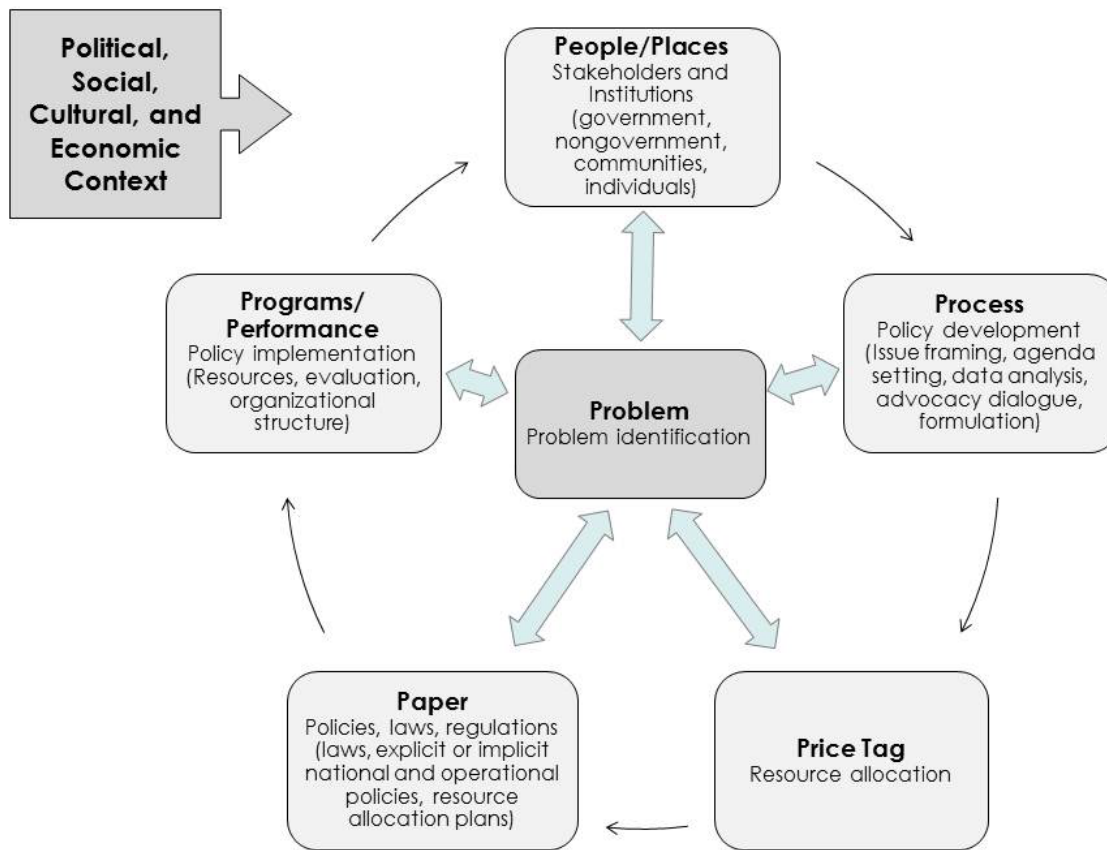 Political,
Social,
Cultural, and
Economic
Context
People/Places
Stakeholders and
Institutions
(government,
nongovernment,
communities,
individuals)
Process
Policy development
(Issue framing, agenda
setting, data analysis,
advocacy dialogue,
formulation)
Price Tag
Resource allocation
Paper
Policies, laws, regulations
(laws, explicit or implicit
national and operational
policies, resource
allocation plans)
Programs/
Performance
Policy implementation
(Resources, evaluation,
organizational
structure)
Problem
Problem identification